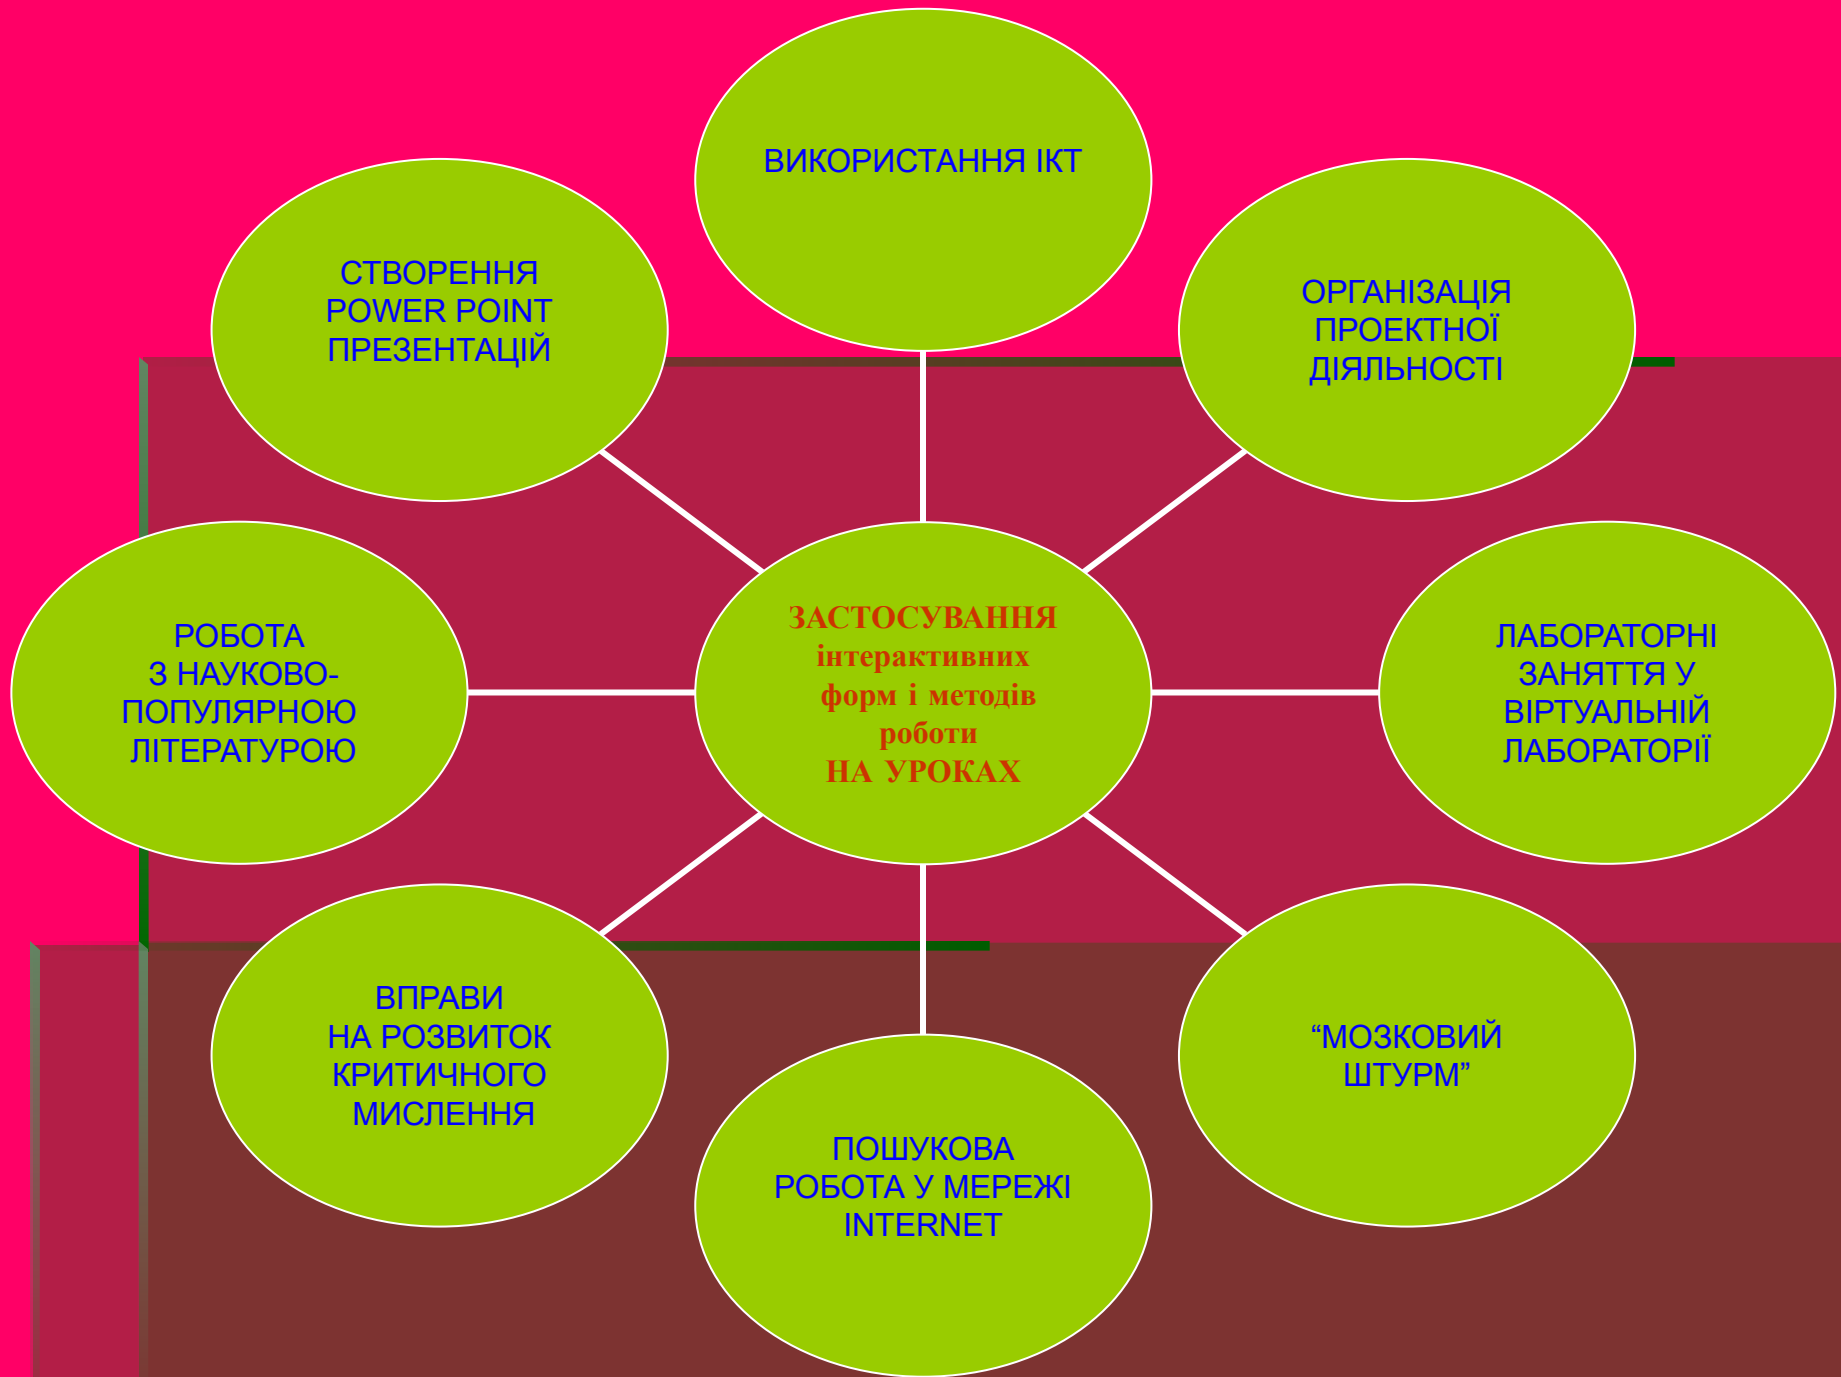 ВИКОРИСТАННЯ ІКТ
СТВОРЕННЯ
POWER POINT
ПРЕЗЕНТАЦІЙ
ОРГАНІЗАЦІЯ
ПРОЕКТНОЇ
ДІЯЛЬНОСТІ
РОБОТА
З НАУКОВО-
ПОПУЛЯРНОЮ
ЛІТЕРАТУРОЮ
ЗАСТОСУВАННЯ
інтерактивних
форм і методів
роботи
НА УРОКАХ
ЛАБОРАТОРНІ
ЗАНЯТТЯ У
ВІРТУАЛЬНІЙ
ЛАБОРАТОРІЇ
ВПРАВИ
НА РОЗВИТОК
КРИТИЧНОГО
МИСЛЕННЯ
“МОЗКОВИЙ
ШТУРМ”
ПОШУКОВА
РОБОТА У МЕРЕЖІ
INTERNET